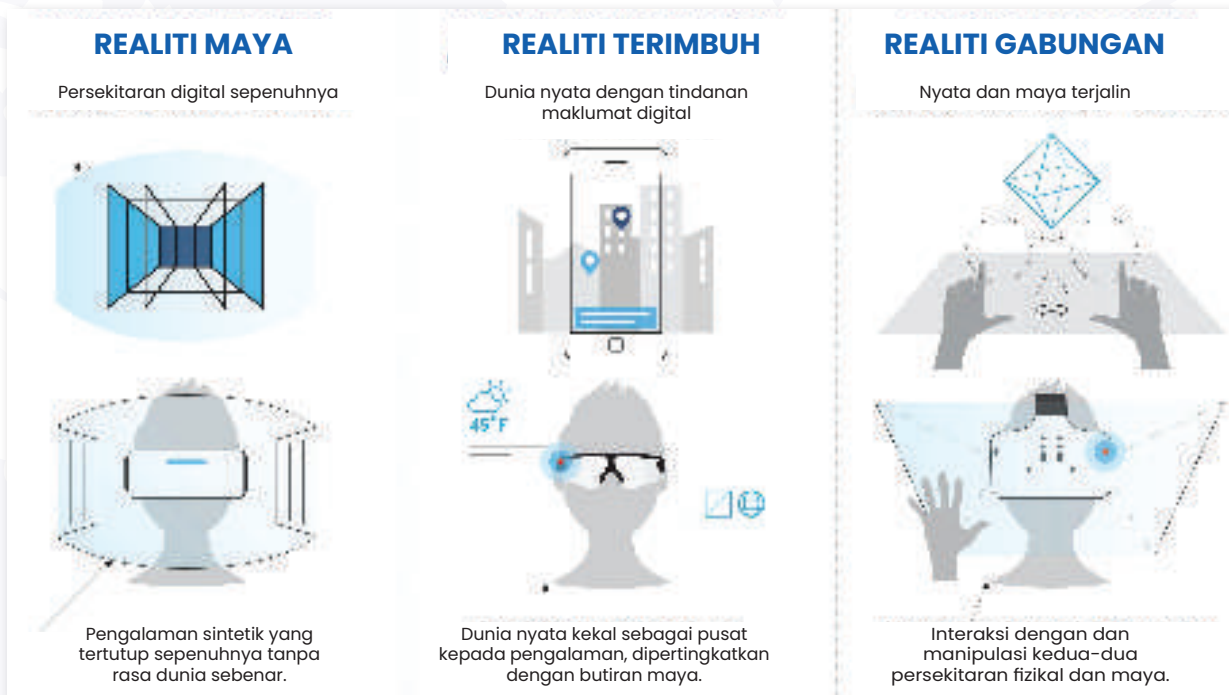 REALITI MAYA
Persekitaran digital sepenuhnya
Pengalaman sintetik yang
tertutup sepenuhnya tanpa
rasa dunia sebenar.
REALITI TERIMBUH
Dunia nyata dengan tindanan
maklumat digital
45°F
Dunia nyata kekal sebagai pusat
kepada pengalaman, dipertingkatkan
dengan butiran maya.
REALITI GABUNGAN
Nyata dan maya terjalin
Interaksi dengan dan
manipulasi kedua-dua
persekitaran fizikal dan maya.